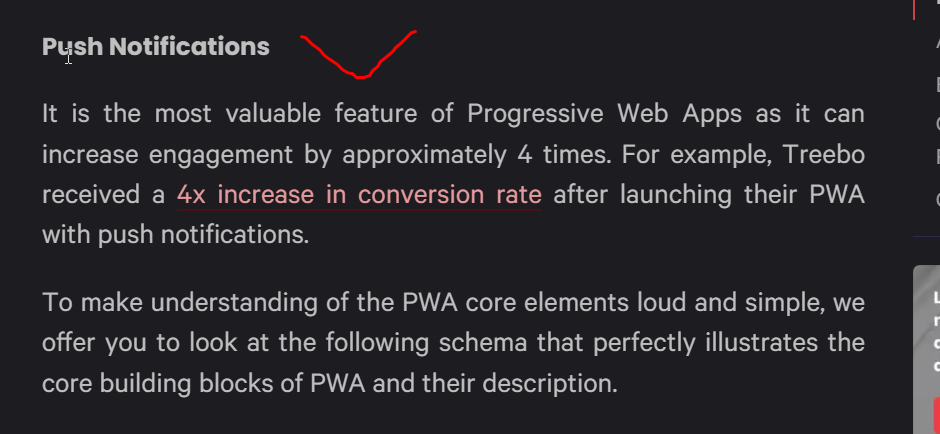 Push Notifications
It is the most valuable feature of Progressive Web Apps as it can
increase engagement by approximately 4 times. For example, Treebo
received a 4x increase in conversion rate after launching their PWA
with push notifications.
To make understanding of the PWA core elements loud and simple, we
offer you to look at the following schema that perfectly illustrates the
core building blocks of PWA and their description.